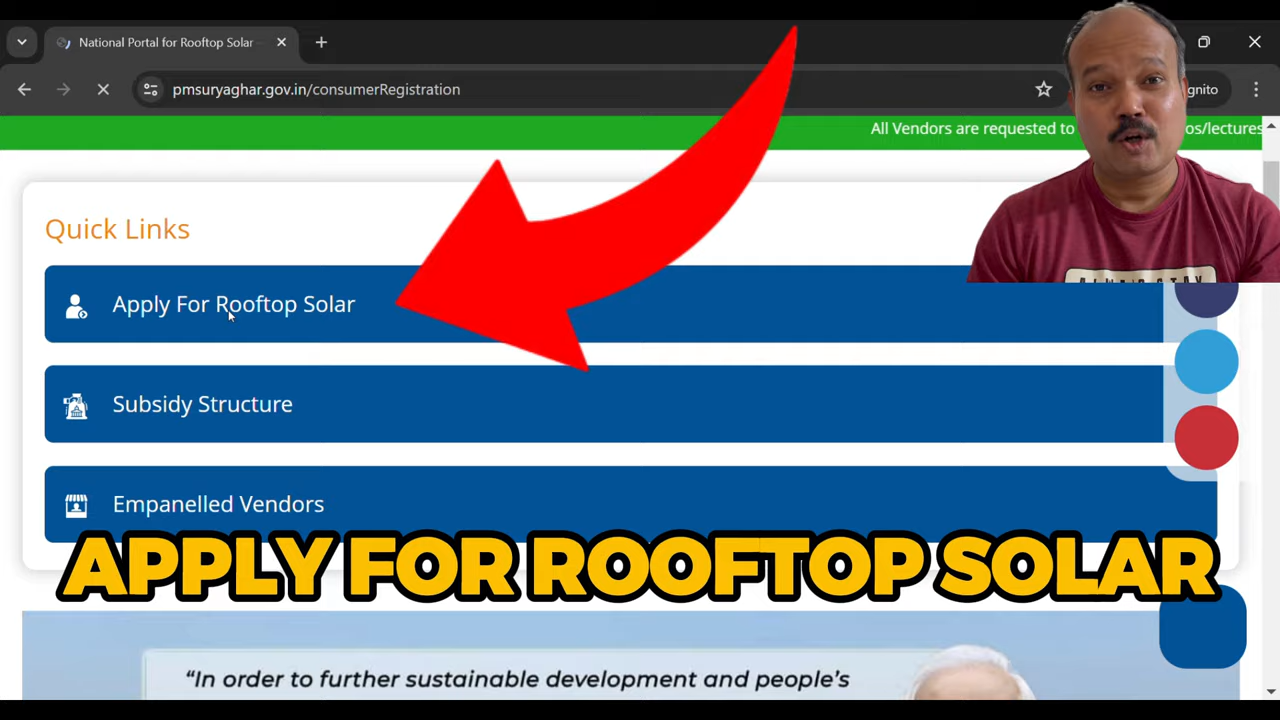 National Portal for Rooftop Solar
pmsuryaghar.gov.in/consumerRegistration
gnito
All Vendors are requested to
os/lectures
Quick Links
Apply For Rooftop Solar
Subsidy Structure
Empanelled Vendors
APPLY FOR ROOFTOP SOLAR
“In order to further sustainable development and people’s